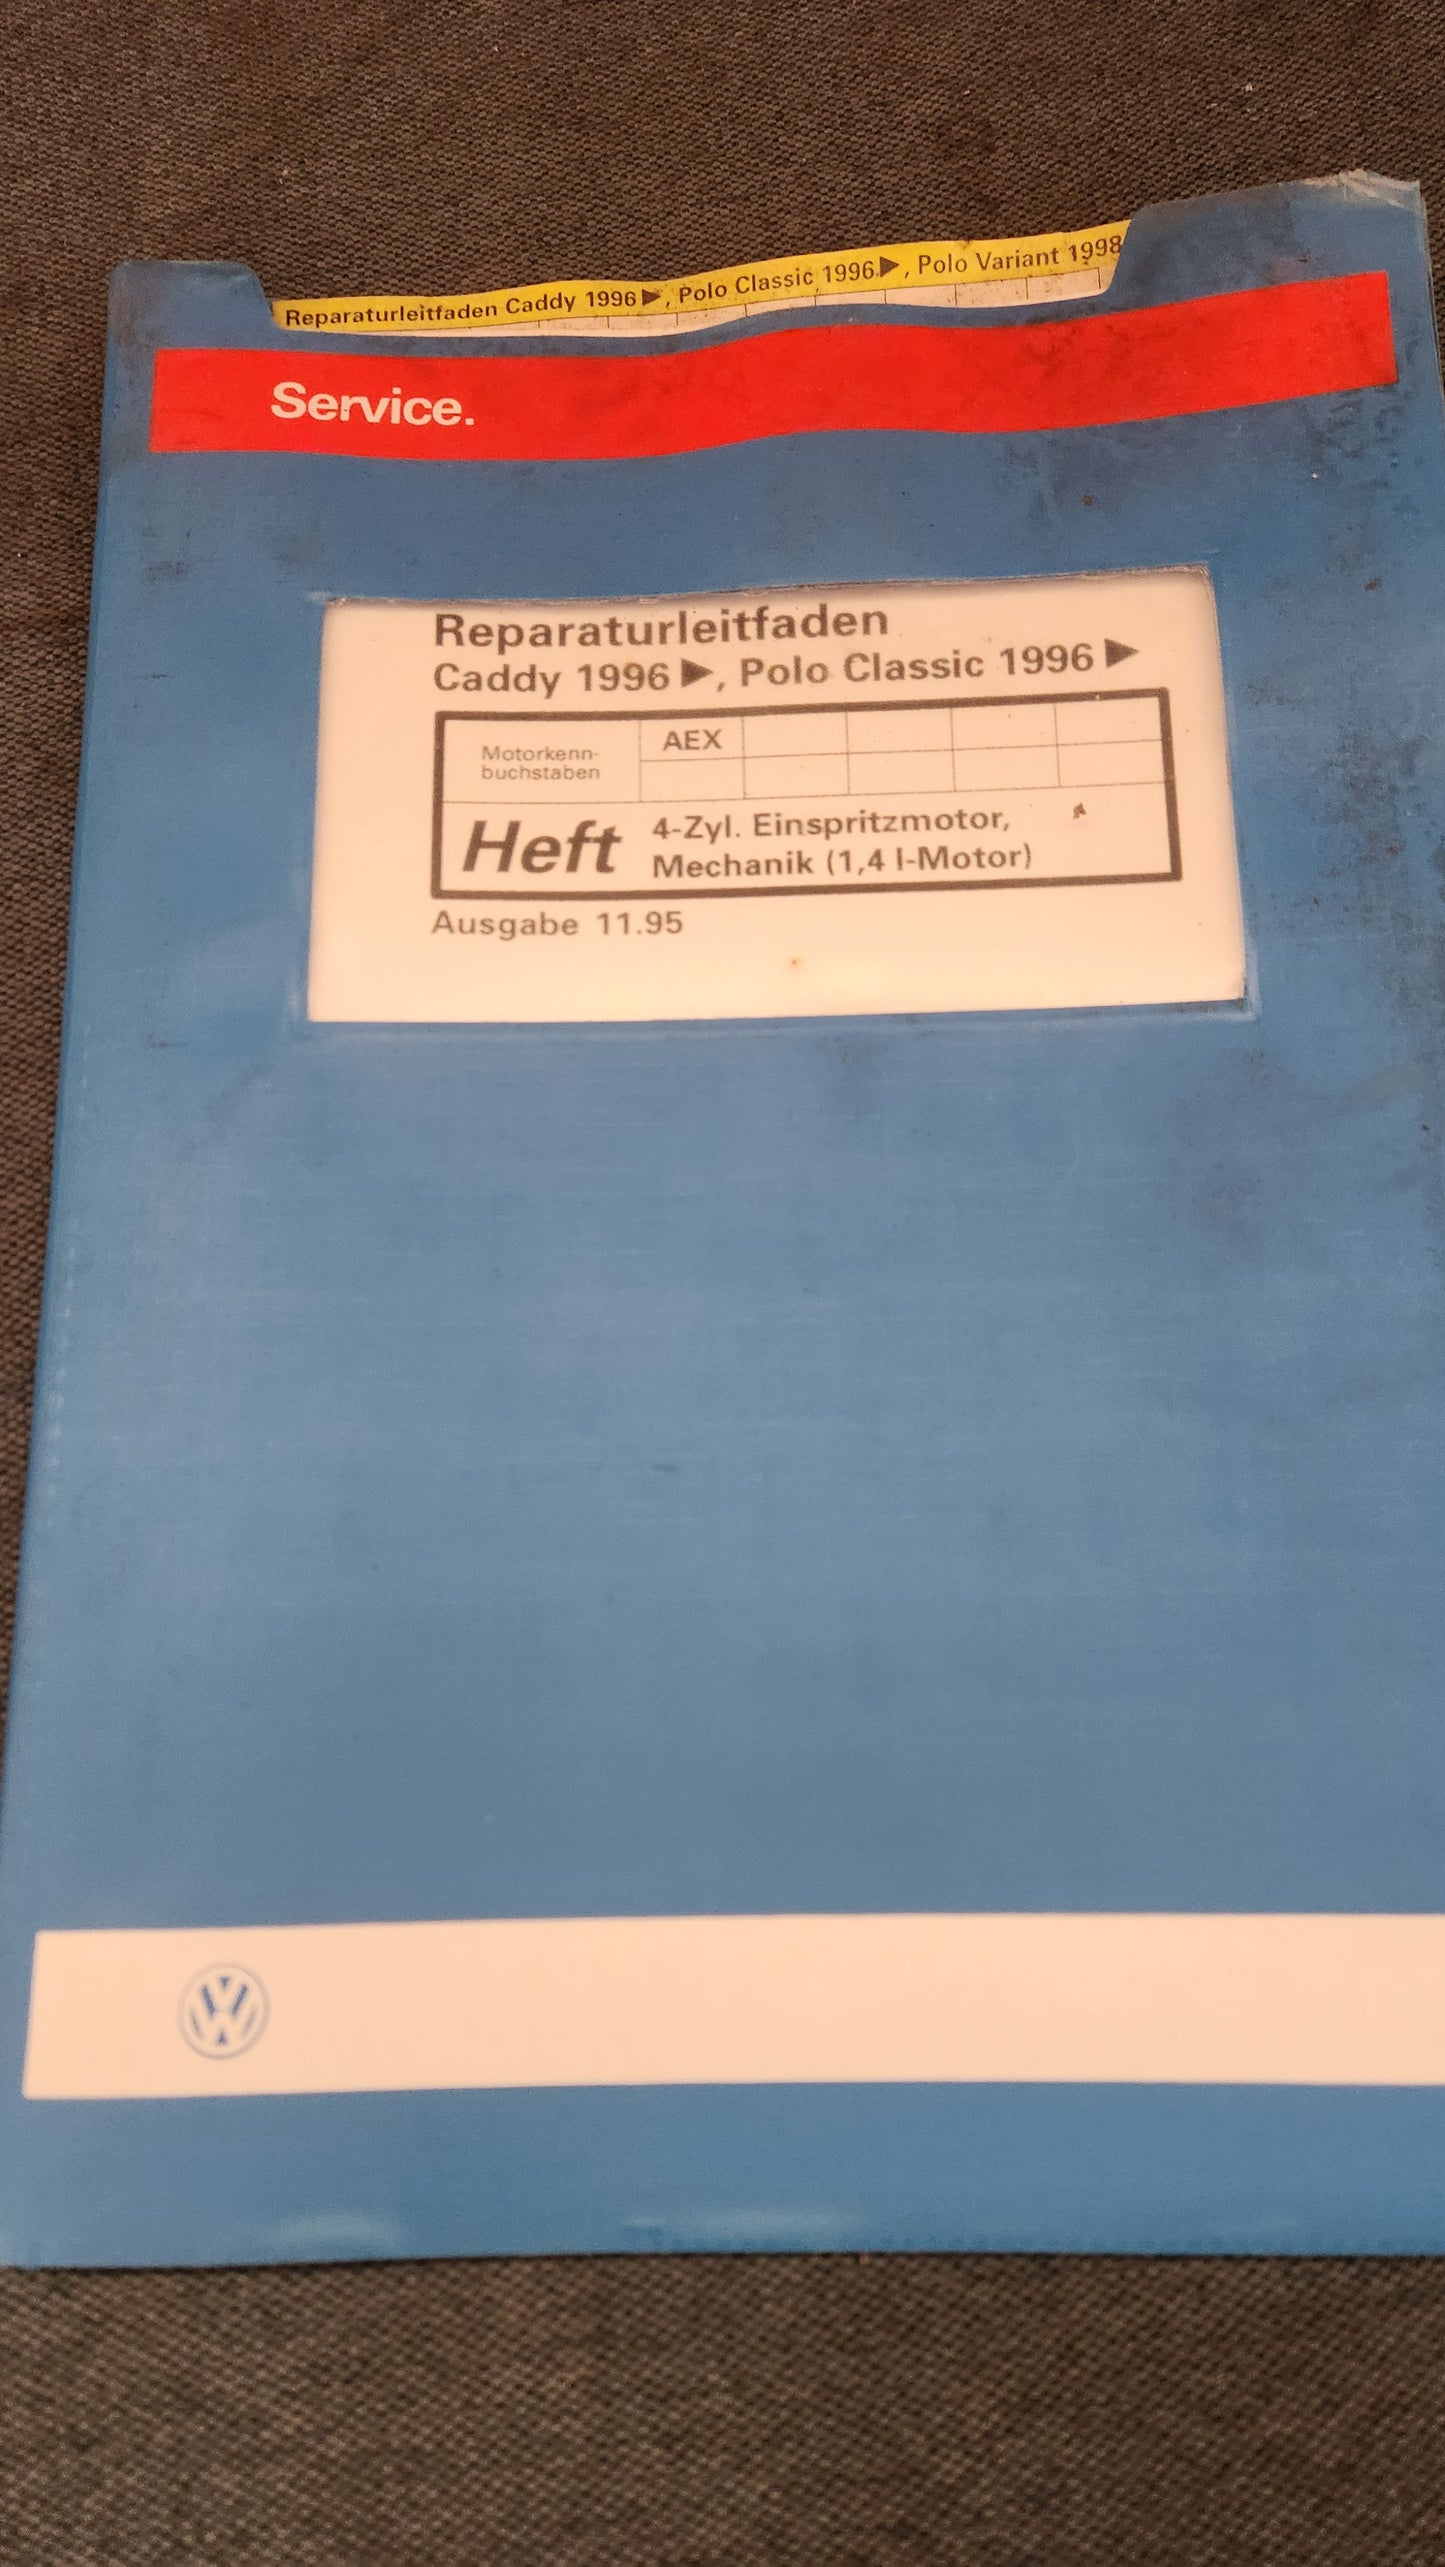 Reparaturleitfaden Caddy 1996 ▶, Polo Classic 1996 ▶, Polo Variant 1998
Service.
Reparaturleitfaden
Caddy 1996 ▶, Polo Classic 1996 ▶
Motorkenn-
buchstaben
AEX
Heft
4-Zyl. Einspritzmotor,
Mechanik (1,4 l-Motor)
Ausgabe 11.95